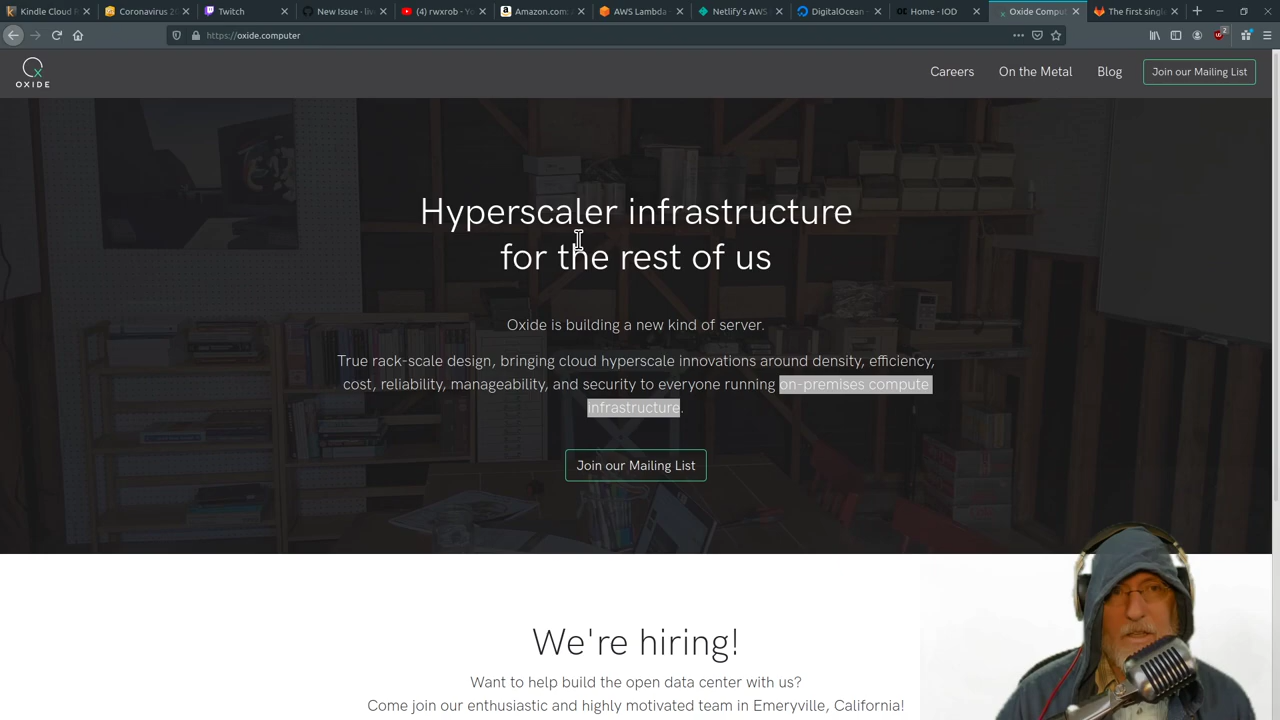 Kindle Cloud R
Coronavirus 20
Twitch
New Issue · liv
(4) rwxrob - Yo
Amazon.com:
AWS Lambda
Netlify's AWS
DigitalOcean
Home - IOD
Oxide Comput
The first singl
https://oxide.computer
2
OXIDE
Careers
On the Metal
Blog
Join our Mailing List
Hyperscaler infrastructure
for the rest of us
Oxide is building a new kind of server.
True rack-scale design, bringing cloud hyperscale innovations around density, efficiency,
cost, reliability, manageability, and security to everyone running on-premises compute
infrastructure.
Join our Mailing List
We're hiring!
Want to help build the open data center with us?
Come join our enthusiastic and highly motivated team in Emeryville, California!